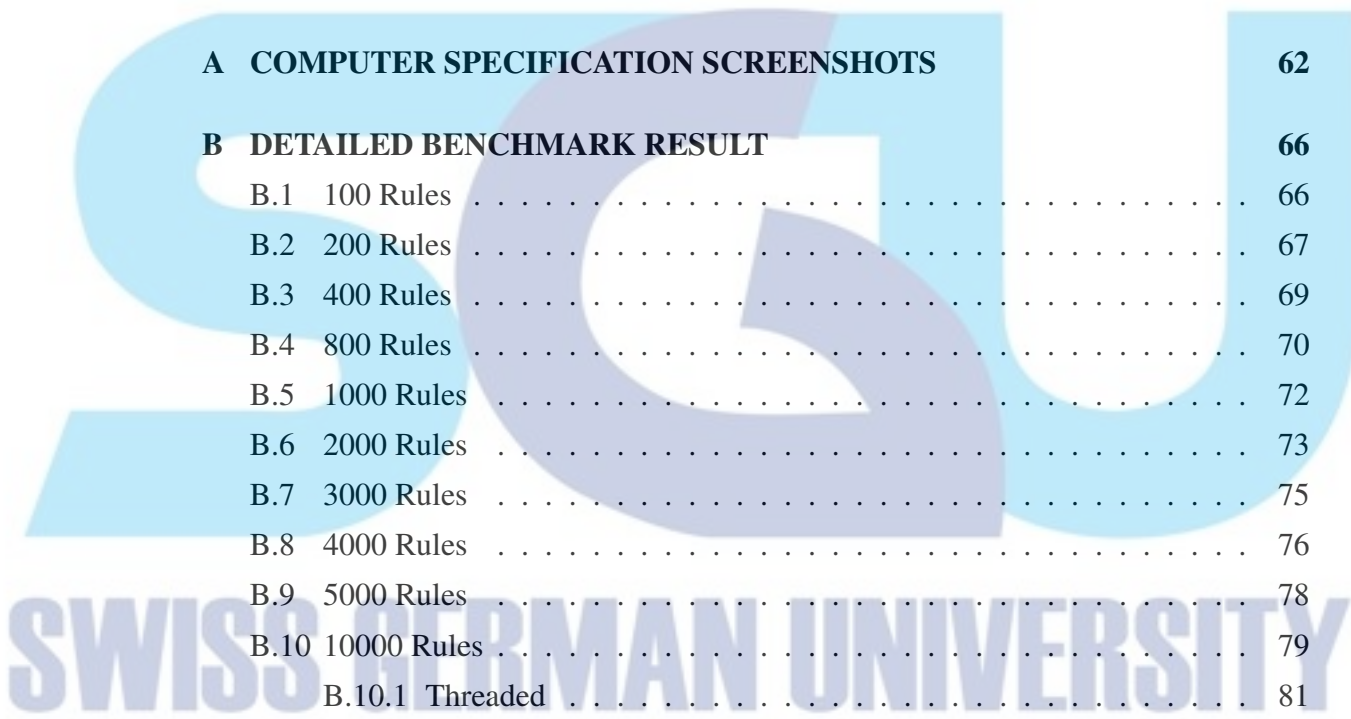 A COMPUTER SPECIFICATION SCREENSHOTS 62
B DETAILED BENCHMARK RESULT 66
B.1 100 Rules . . . . . . . . . . . . . . . . . . . . . . . . . . . . . . . . . 66
B.2 200 Rules . . . . . . . . . . . . . . . . . . . . . . . . . . . . . . . . . 67
B.3 400 Rules . . . . . . . . . . . . . . . . . . . . . . . . . . . . . . . . . 69
B.4 800 Rules . . . . . . . . . . . . . . . . . . . . . . . . . . . . . . . . . 70
B.5 1000 Rules . . . . . . . . . . . . . . . . . . . . . . . . . . . . . . . . 72
B.6 2000 Rules . . . . . . . . . . . . . . . . . . . . . . . . . . . . . . . . 73
B.7 3000 Rules . . . . . . . . . . . . . . . . . . . . . . . . . . . . . . . . 75
B.8 4000 Rules . . . . . . . . . . . . . . . . . . . . . . . . . . . . . . . . 76
B.9 5000 Rules . . . . . . . . . . . . . . . . . . . . . . . . . . . . . . . . 78
B.10 10000 Rules . . . . . . . . . . . . . . . . . . . . . . . . . . . . . . . . 79
B.10.1 Threaded . . . . . . . . . . . . . . . . . . . . . . . . . . . . . 81
SGU
SWISS GERMAN UNIVERSITY